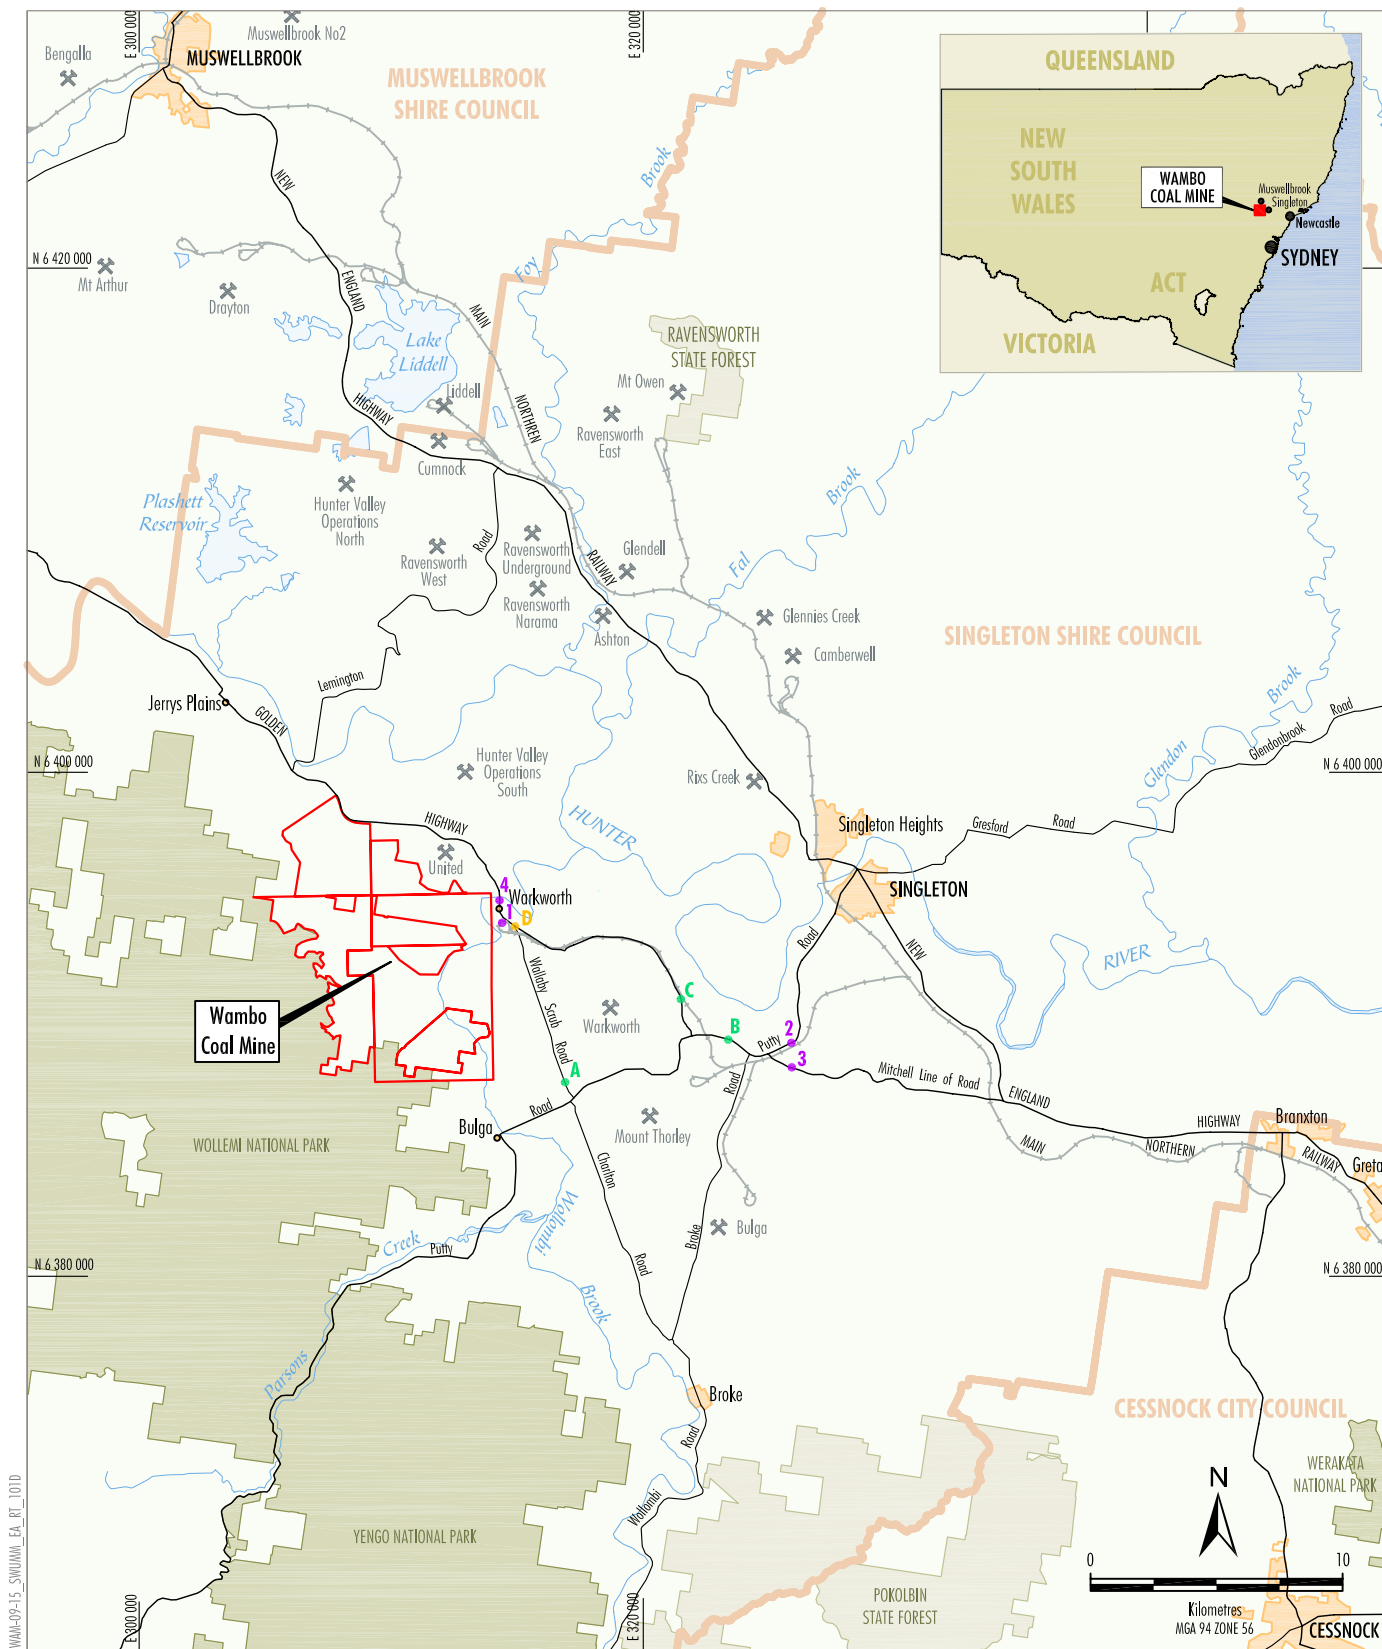 E 300 000
E 320 000
Muswellbrook No2
Bengalla
MUSWELLBROOK
MUSWELLBROOK
SHIRE COUNCIL
QUEENSLAND
NEW
SOUTH
WALES
WAMBO
COAL MINE
Muswellbrook
Singleton
Newcastle
SYDNEY
ACT
VICTORIA
NEW
Brook
Foy
N 6 420 000
Mt Arthur
Drayton
ENGLAND
MAIN
Lake
Liddell
RAVENSWORTH
STATE FOREST
Mt Owen
Liddell
HIGHWAY
NORTHREN
Ravensworth
East
Cumnock
Plashett
Reservoir
Hunter Valley
Operations
North
Brook
Road
Ravensworth
West
Ravensworth
Underground
RAILWAY
Glendell
Fal
Ravensworth
Narama
Ashton
Glennies Creek
Camberwell
SINGLETON SHIRE COUNCIL
Lemington
Jerrys Plains
GOLDEN
Brook
Road
Glendonbrook
Glendon
N 6 400 000
N 6 400 000
Hunter Valley
Operations
South
Rixs Creek
HUNTER
HIGHWAY
United
Singleton Heights
Gresford
Road
SINGLETON
4
Warkworth
1
D
Road
NEW
RIVER
Wallaby Scrub Road
C
Wambo
Coal Mine
Warkworth
B
2
Putty
3
A
Road
Mitchell Line of Road
ENGLAND
HIGHWAY
Branxton
Road
Bulga
Mount Thorley
MAIN
NORTHERN
RAILWAY
Greta
WOLLEMI NATIONAL PARK
Charlton
Wollombi
Bulga
Broke
Creek
Putty
Road
N 6 380 000
N 6 380 000
Brook
Parsons
Broke
CESSNOCK CITY COUNCIL
Road
WERAKATA
NATIONAL PARK
N
Wollombi
YENGO NATIONAL PARK
0
10
Kilometres
MGA 94 ZONE 56
POKOLBIN
STATE FOREST
E 300 000
E 320 000
CESSNOCK
WAM-09-15_SWUMM_EA_RT_101D